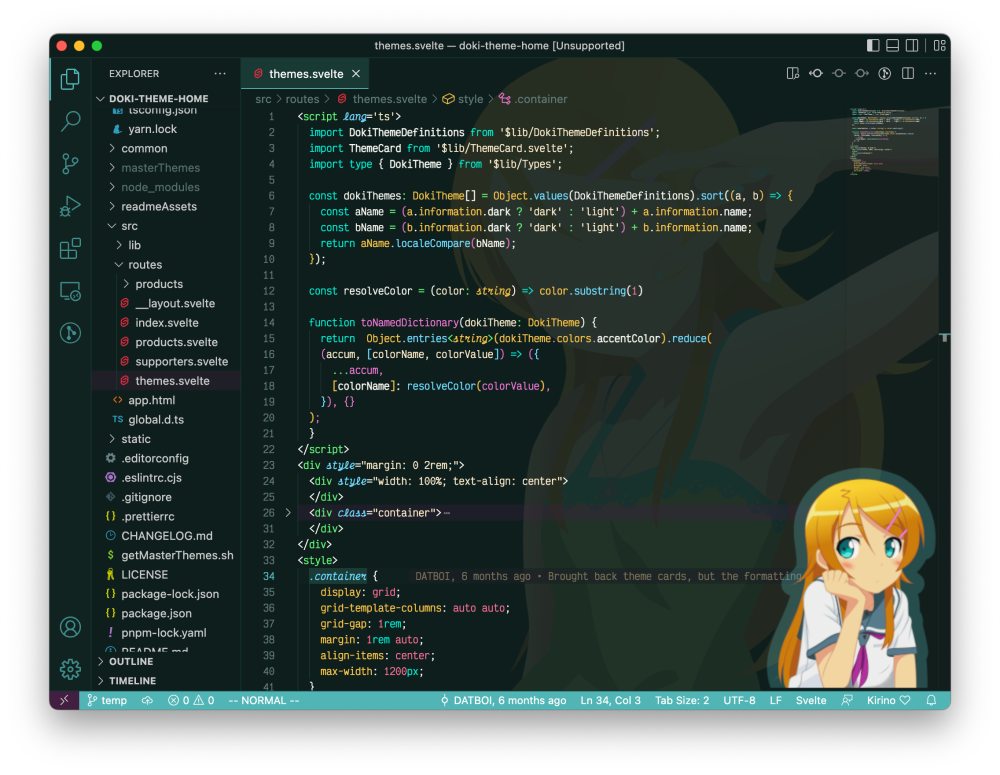 themes.svelte — doki-theme-home [Unsupported]
EXPLORER
DOKI-THEME-HOME
tsconfig.json
yarn.lock
common
masterThemes
node_modules
readmeAssets
src
lib
routes
products
__layout.svelte
index.svelte
products.svelte
supporters.svelte
themes.svelte
app.html
TS global.d.ts
static
.editorconfig
.eslintrc.cjs
.gitignore
{} .prettierrc
CHANGELOG.md
$ getMasterThemes.sh
LICENSE
{} package-lock.json
{} package.json
! pnpm-lock.yaml
README.md
OUTLINE
TIMELINE
themes.svelte
src > routes > themes.svelte > style > .container
1 <script lang='ts'>
2 import DokiThemeDefinitions from '$lib/DokiThemeDefinitions';
3 import ThemeCard from '$lib/ThemeCard.svelte';
4 import type { DokiTheme } from '$lib/Types';
5
6 const dokiThemes: DokiTheme[] = Object.values(DokiThemeDefinitions).sort((a, b) => {
7 const aName = (a.information.dark ? 'dark' : 'light') + a.information.name;
8 const bName = (b.information.dark ? 'dark' : 'light') + b.information.name;
9 return aName.localeCompare(bName);
10 });
11
12 const resolveColor = (color: string) => color.substring(1)
13
14 function toNamedDictionary(dokiTheme: DokiTheme) {
15 return Object.entries<string>(dokiTheme.colors.accentColor).reduce(
16 (accum, [colorName, colorValue]) => ({
17 ...accum,
18 [colorName]: resolveColor(colorValue),
19 }), {}
20 );
21 }
22 </script>
23 <div style="margin: 0 2rem;">
24 <div style="width: 100%; text-align: center">
25 </div>
26 <div class="container">⋯
31 </div>
32 </div>
33 <style>
34 .container { DATBOI, 6 months ago • Brought back theme cards, but the formatting
35 display: grid;
36 grid-template-columns: auto auto;
37 grid-gap: 1rem;
38 margin: 1rem auto;
39 align-items: center;
40 max-width: 1200px;
41 }
temp 0 0 -- NORMAL -- DATBOI, 6 months ago Ln 34, Col 3 Tab Size: 2 UTF-8 LF Svelte Kirino ♡